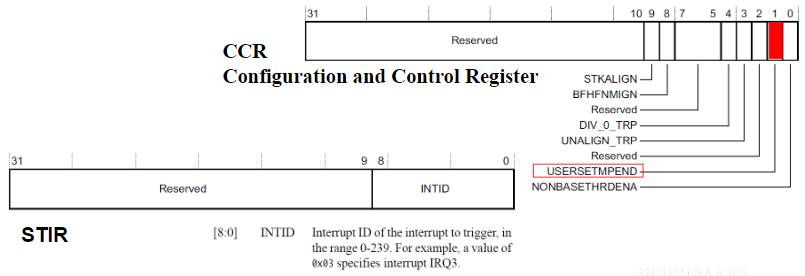 31 10 9 8 7 5 4 3 2 1 0
Reserved
CCR
Configuration and Control Register
STKALIGN
BFHFNMIGN
Reserved
DIV_0_TRP
UNALIGN_TRP
Reserved
USERSETMPEND
NONBASETHRDENA
31 9 8 0
Reserved INTID
STIR
[8:0] INTID Interrupt ID of the interrupt to trigger, in
the range 0-239. For example, a value of
0x03 specifies interrupt IRQ3.